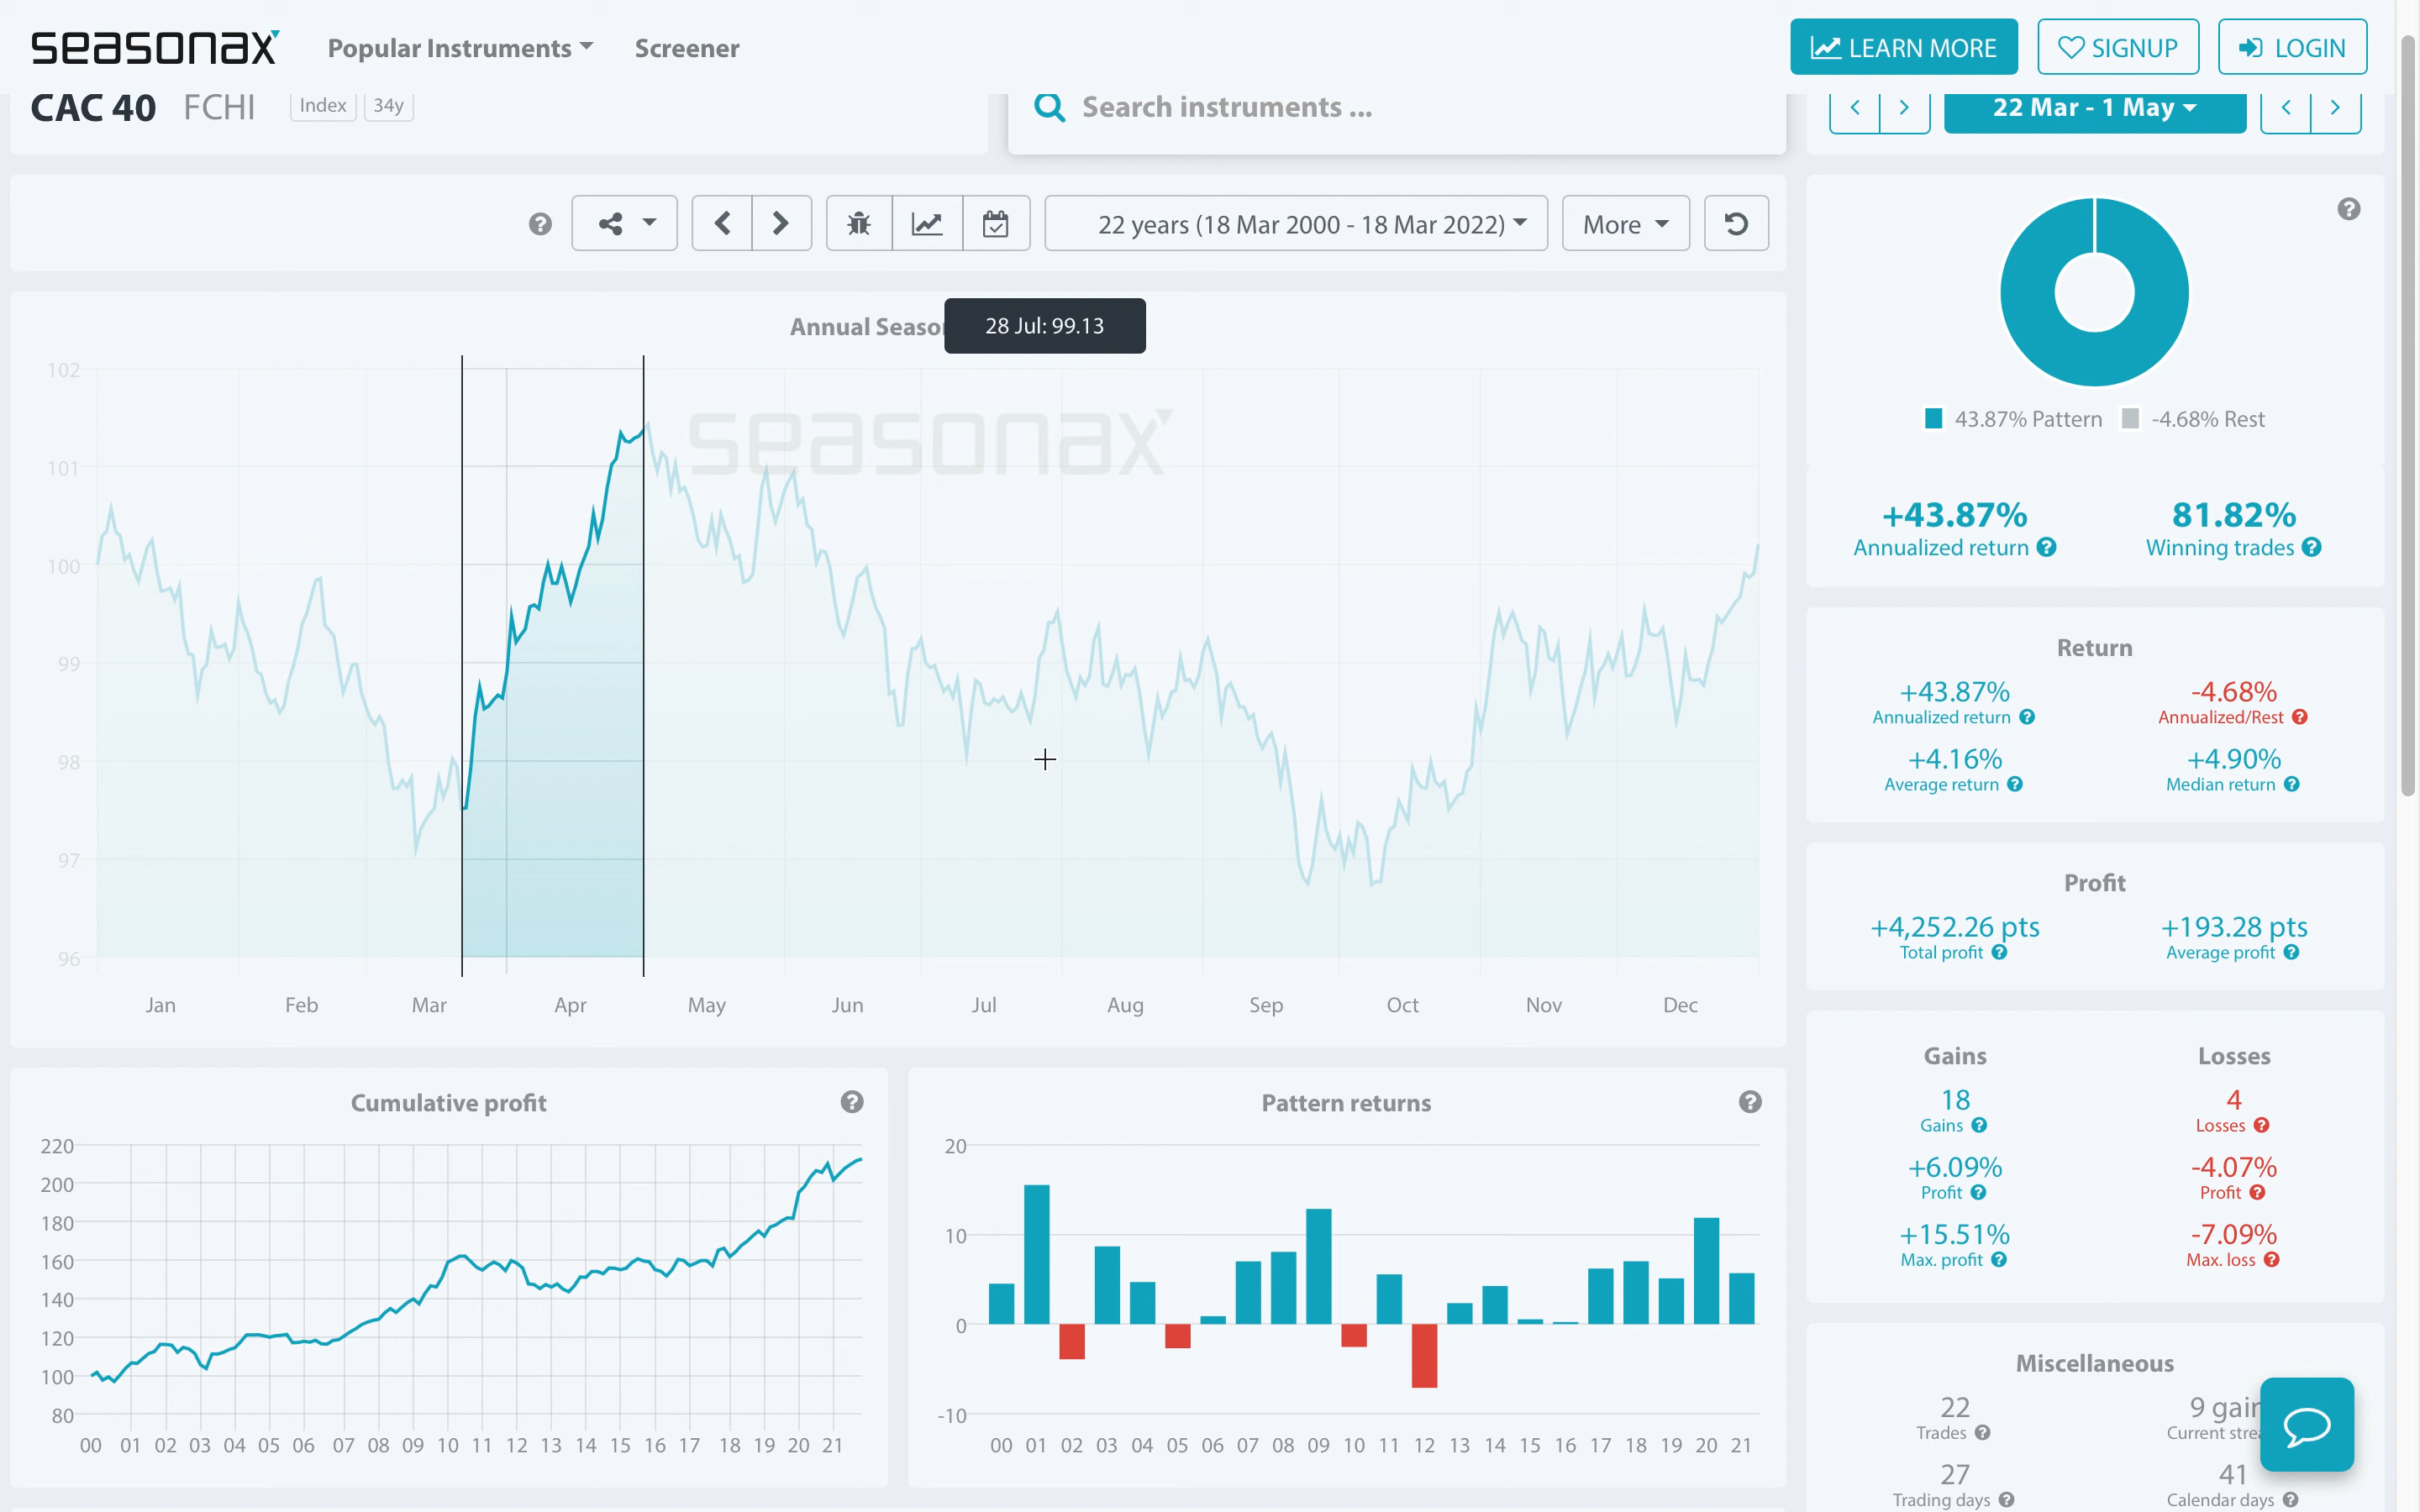 seasonax Popular Instruments Screener LEARN MORE SIGNUP LOGIN
CAC 40 FCHI Index 34y Search instruments ... 22 Mar - 1 May
22 years (18 Mar 2000 - 18 Mar 2022) More
28 Jul: 99.13
seasonax
102
101
100
99
98
97
96
Jan Feb Mar Apr May Jun Jul Aug Sep Oct Nov Dec
43.87% Pattern -4.68% Rest
+43.87% 81.82%
Annualized return Winning trades
Return
+43.87% -4.68%
Annualized return Annualized/Rest
+4.16% +4.90%
Average return Median return
Profit
+4,252.26 pts +193.28 pts
Total profit Average profit
Gains Losses
18 4
Gains Losses
+6.09% -4.07%
Profit Profit
+15.51% -7.09%
Max. profit Max. loss
Miscellaneous
22
Trades Current
27 41
Trading days Calendar days
Cumulative profit
220
200
180
160
140
120
100
80
00 01 02 03 04 05 06 07 08 09 10 11 12 13 14 15 16 17 18 19 20 21
Pattern returns
20
10
0
-10
00 01 02 03 04 05 06 07 08 09 10 11 12 13 14 15 16 17 18 19 20 21